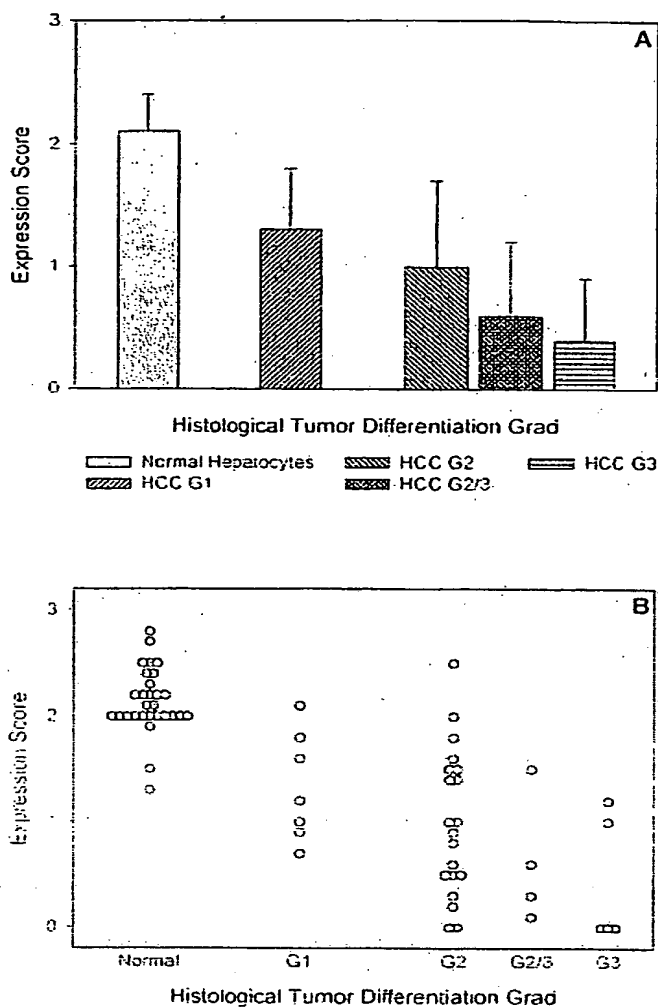 3
A
2
1
0
Expression Score
Histological Tumor Differentiation Grad
Normal Hepatocytes
HCC G2
HCC G3
HCC G1
HCC G2/3
3
B
2
0
Expression Score
Normal
G1
G2
G2/3
G3
Histological Tumor Differentiation Grad